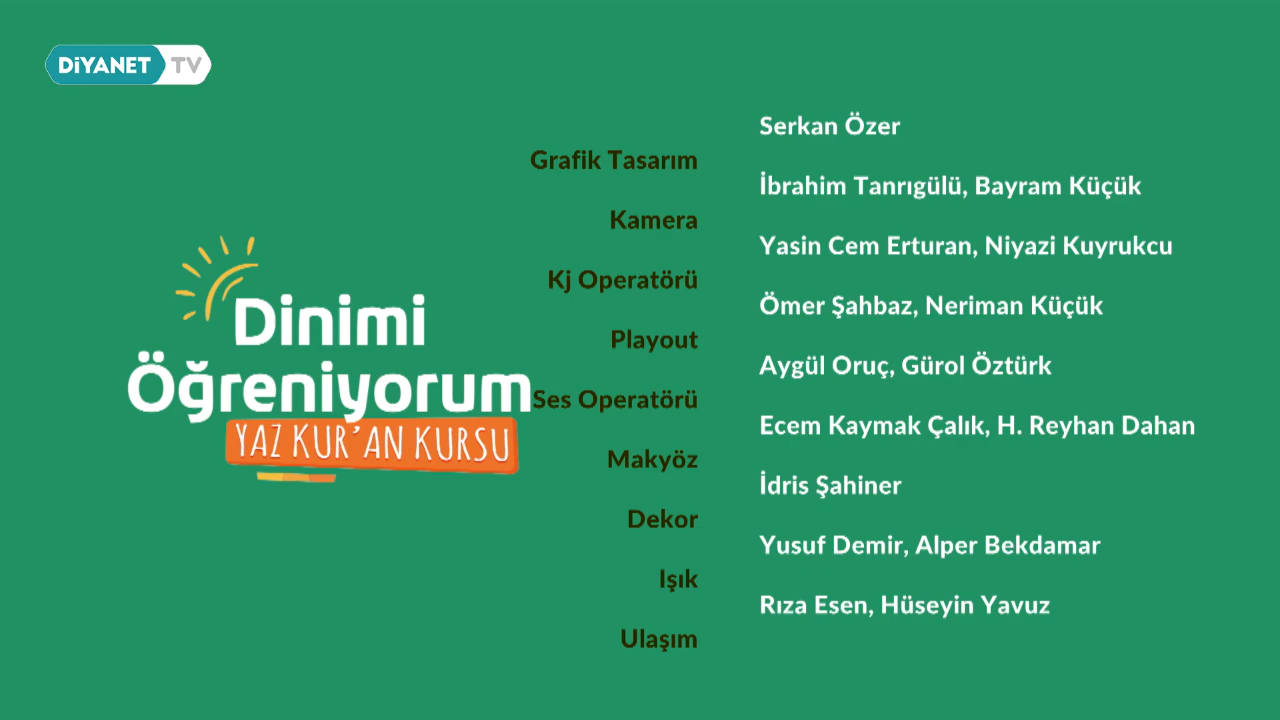 DİYANET TV
Dinimi
Öğreniyorum
YAZ KUR'AN KURSU
Serkan Özer
Grafik Tasarım
İbrahim Tanrıgülü, Bayram Küçük
Kamera
Yasin Cem Erturan, Niyazi Kuyrukcu
Kj Operatörü
Ömer Şahbaz, Neriman Küçük
Playout
Aygül Oruç, Gürol Öztürk
Ses Operatörü
Ecem Kaymak Çalık, H. Reyhan Dahan
Makyöz
İdris Şahiner
Dekor
Yusuf Demir, Alper Bekdamar
Işık
Rıza Esen, Hüseyin Yavuz
Ulaşım